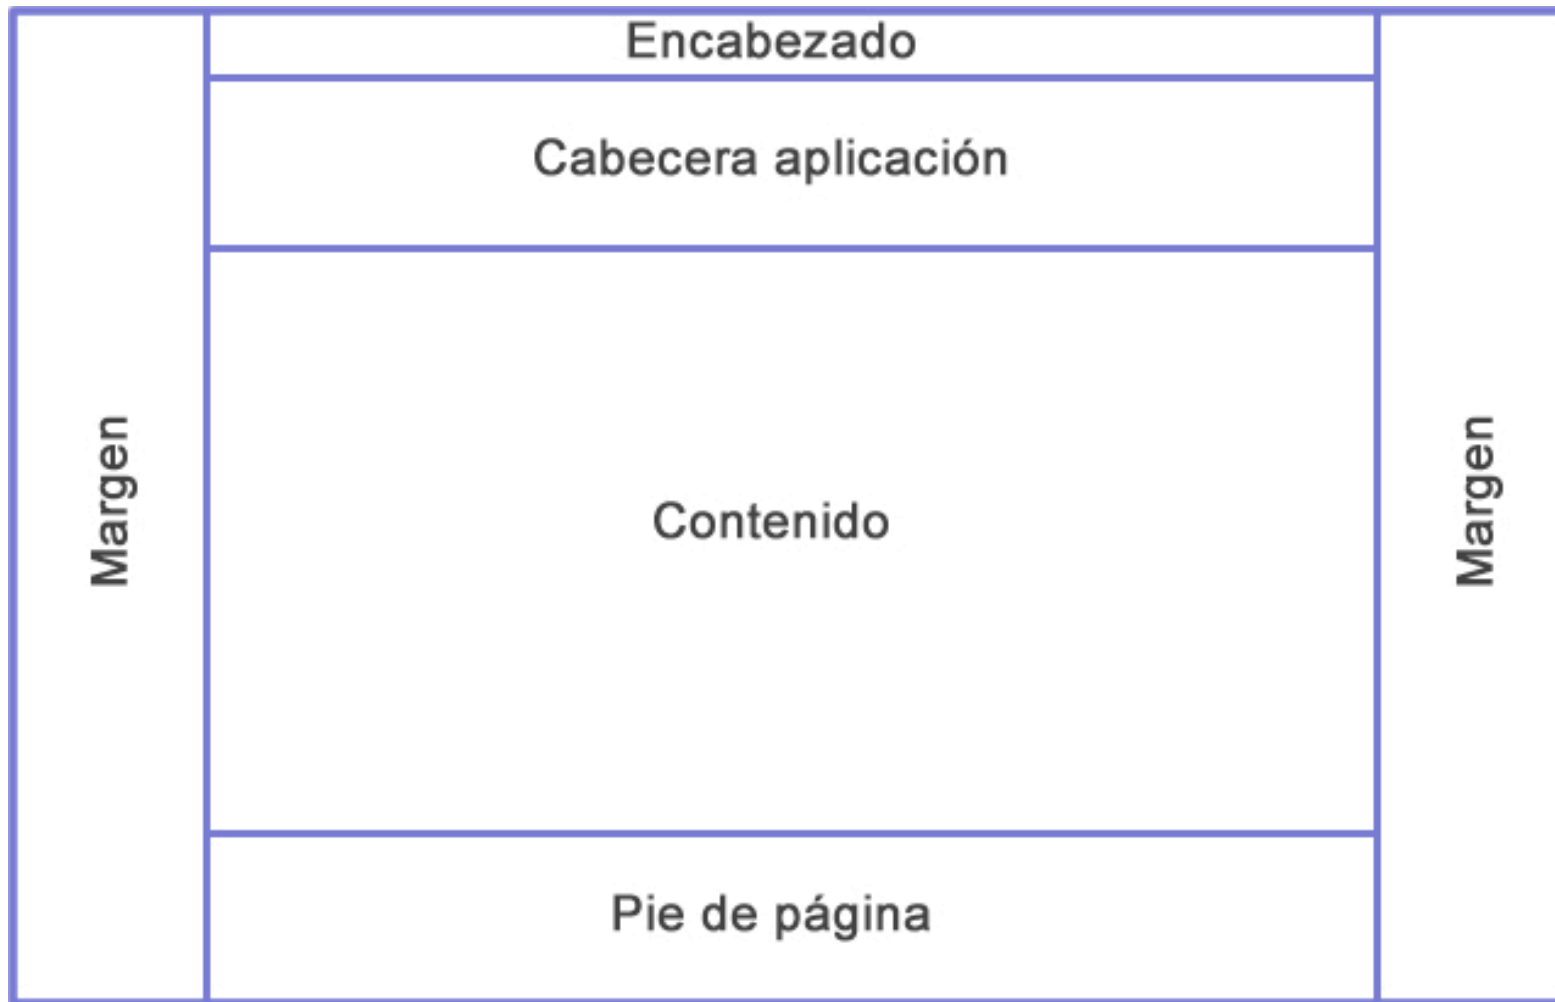 Encabezado
Cabecera aplicación
Margen
Contenido
Margen
Pie de página